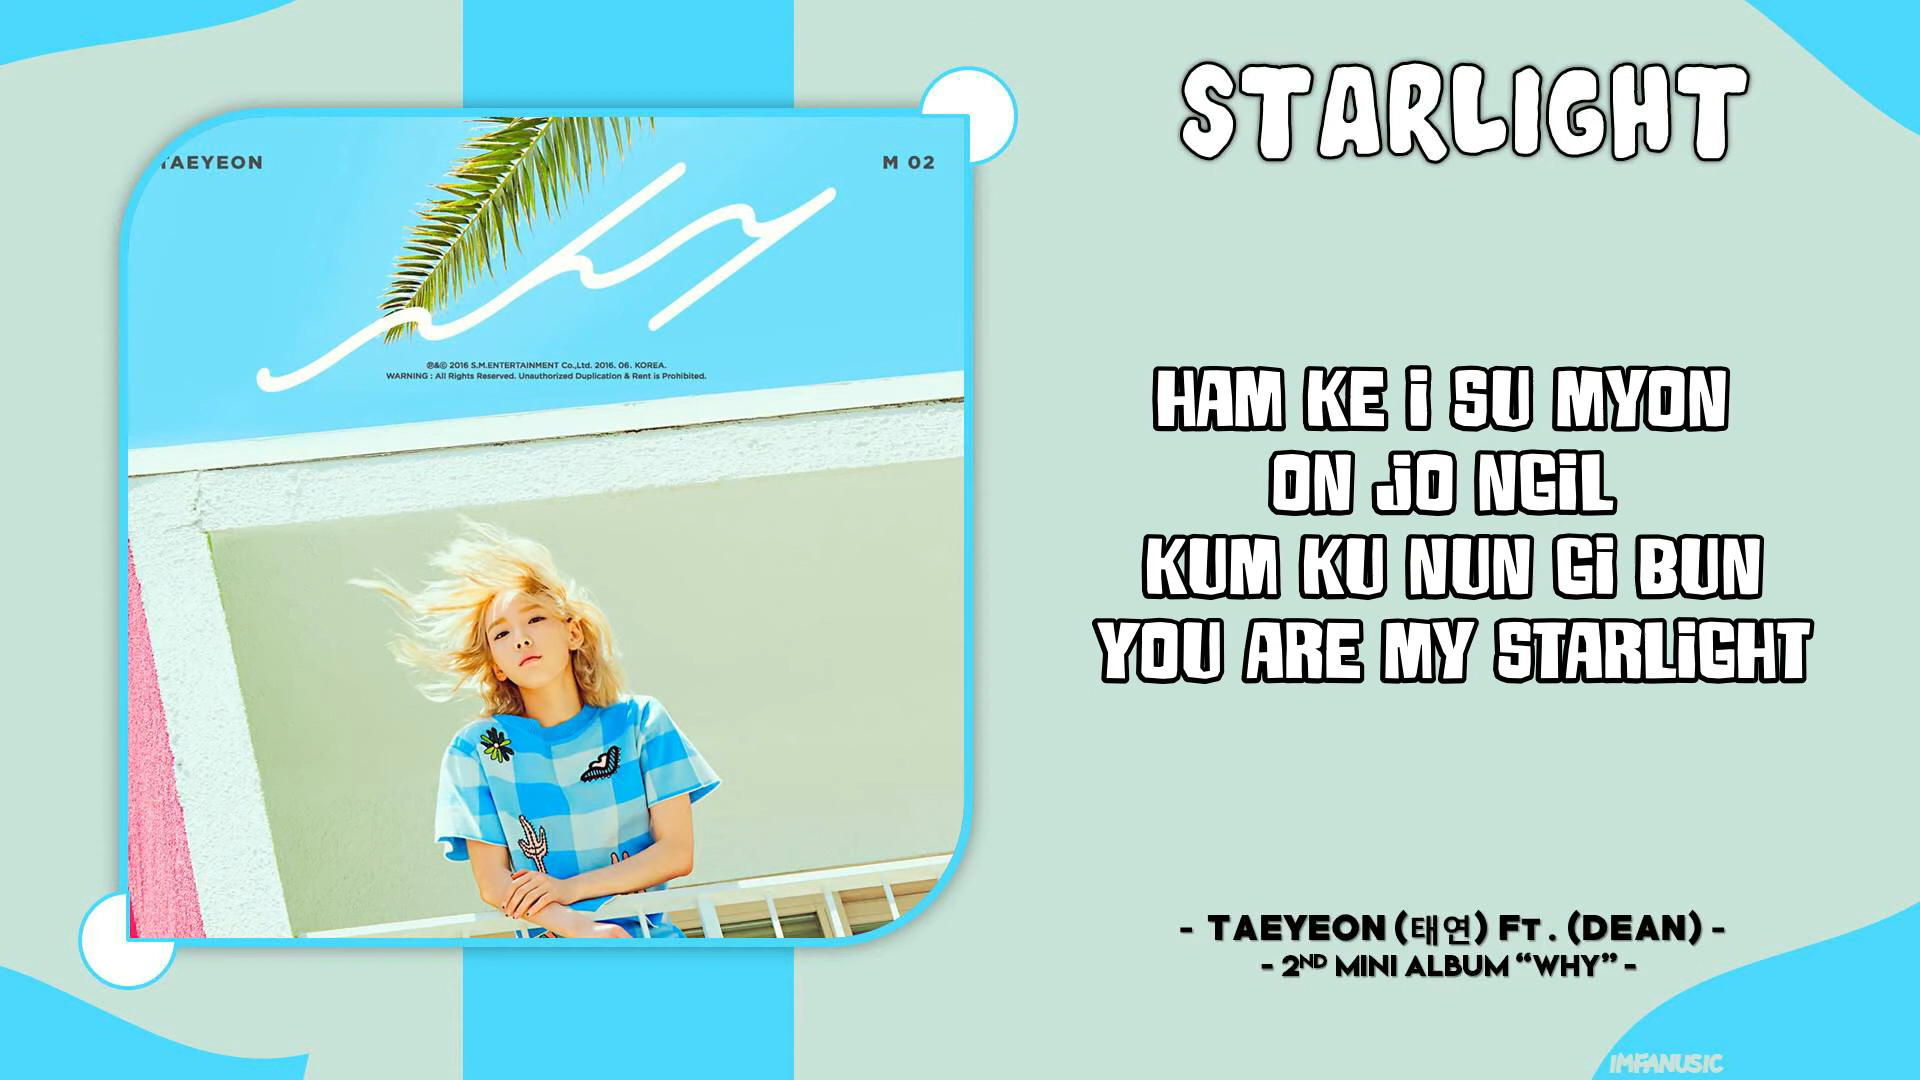 TAEYEON
M 02
why
℗&© 2016 S.M.ENTERTAINMENT Co.,Ltd. 2016. 06. KOREA.
WARNING : All Rights Reserved. Unauthorized Duplication & Rent is Prohibited.
STARLIGHT
HAM KE i SU MYON
ON jO NGiL
KUM KU NUN Gi BUN
YOU ARE MY STARLiGHT
- TAEYEON (태연) FT . (DEAN) -
- 2ND MINI ALBUM “WHY” -
IMFANUSIC